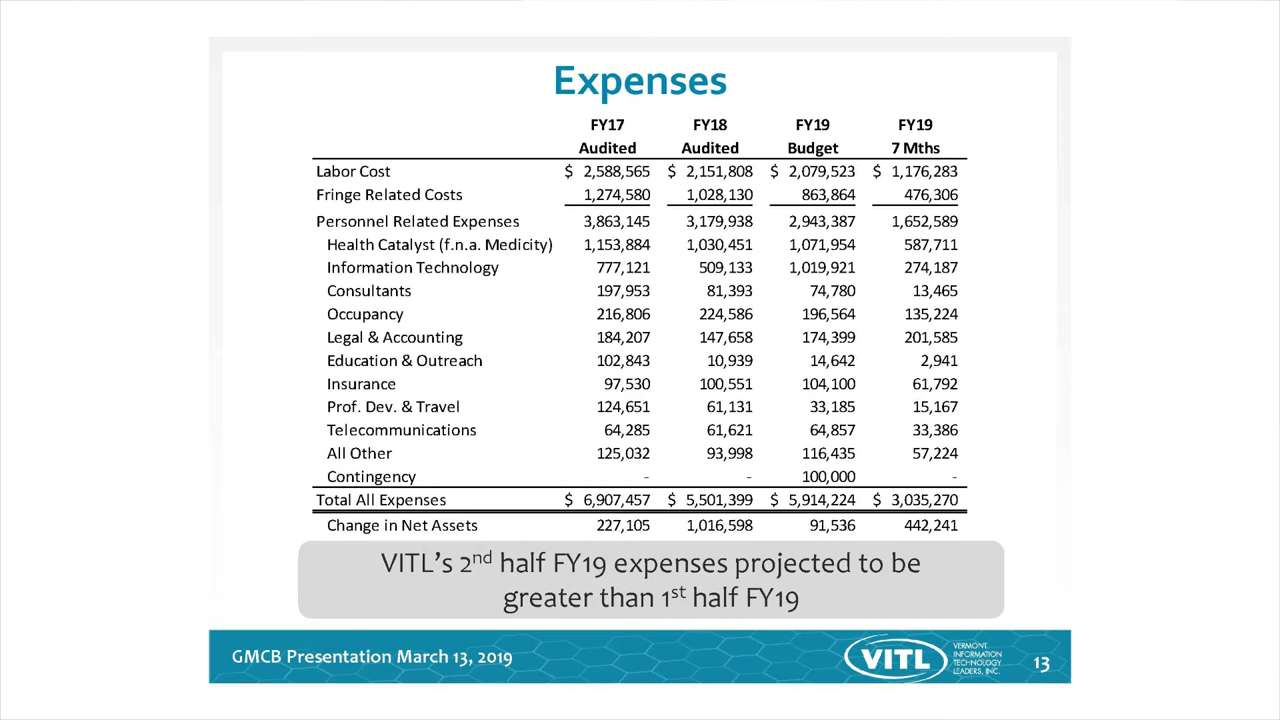 Expenses
FY17 FY18 FY19 FY19
Audited Audited Budget 7 Mths
Labor Cost $ 2,588,565 $ 2,151,808 $ 2,079,523 $ 1,176,283
Fringe Related Costs 1,274,580 1,028,130 863,864 476,306
Personnel Related Expenses 3,863,145 3,179,938 2,943,387 1,652,589
Health Catalyst (f.n.a. Medicity) 1,153,884 1,030,451 1,071,954 587,711
Information Technology 777,121 509,133 1,019,921 274,187
Consultants 197,953 81,393 74,780 13,465
Occupancy 216,806 224,586 196,564 135,224
Legal & Accounting 184,207 147,658 174,399 201,585
Education & Outreach 102,843 10,939 14,642 2,941
Insurance 97,530 100,551 104,100 61,792
Prof. Dev. & Travel 124,651 61,131 33,185 15,167
Telecommunications 64,285 61,621 64,857 33,386
All Other 125,032 93,998 116,435 57,224
Contingency - - 100,000 -
Total All Expenses $ 6,907,457 $ 5,501,399 $ 5,914,224 $ 3,035,270
Change in Net Assets 227,105 1,016,598 91,536 442,241
VITL's 2nd half FY19 expenses projected to be
greater than 1st half FY19
GMCB Presentation March 13, 2019
VITL
VERMONT
INFORMATION
TECHNOLOGY
LEADERS, INC.
13